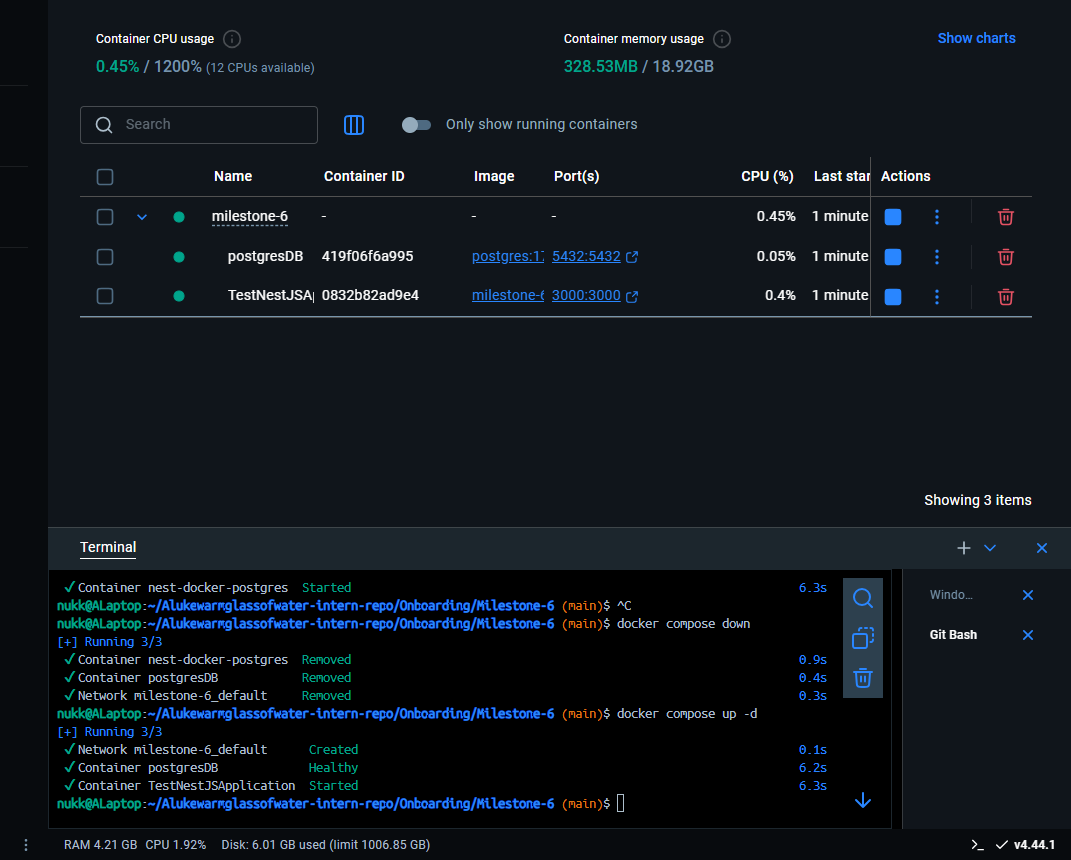 Container CPU usage
0.45% / 1200% (12 CPUs available)
Container memory usage
328.53MB / 18.92GB
Show charts
Search
Only show running containers
Name Container ID Image Port(s) CPU (%) Last star Actions
milestone-6 - - - 0.45% 1 minute
postgresDB 419f06f6a995 postgres:17 5432:5432 0.05% 1 minute
TestNestJSAp 0832b82ad9e4 milestone-6 3000:3000 0.4% 1 minute
Showing 3 items
Terminal
✓Container nest-docker-postgres Started 6.3s
nukk@ALaptop:~/Alukewarmglassofwater-intern-repo/Onboarding/Milestone-6 (main)$ ^C
nukk@ALaptop:~/Alukewarmglassofwater-intern-repo/Onboarding/Milestone-6 (main)$ docker compose down
[+] Running 3/3
✓Container nest-docker-postgres Removed 0.9s
✓Container postgresDB Removed 0.4s
✓Network milestone-6_default Removed 0.3s
nukk@ALaptop:~/Alukewarmglassofwater-intern-repo/Onboarding/Milestone-6 (main)$ docker compose up -d
[+] Running 3/3
✓Network milestone-6_default Created 0.1s
✓Container postgresDB Healthy 6.2s
✓Container TestNestJSApplication Started 6.3s
nukk@ALaptop:~/Alukewarmglassofwater-intern-repo/Onboarding/Milestone-6 (main)$
Windo...
Git Bash
RAM 4.21 GB CPU 1.92% Disk: 6.01 GB used (limit 1006.85 GB)
v4.44.1